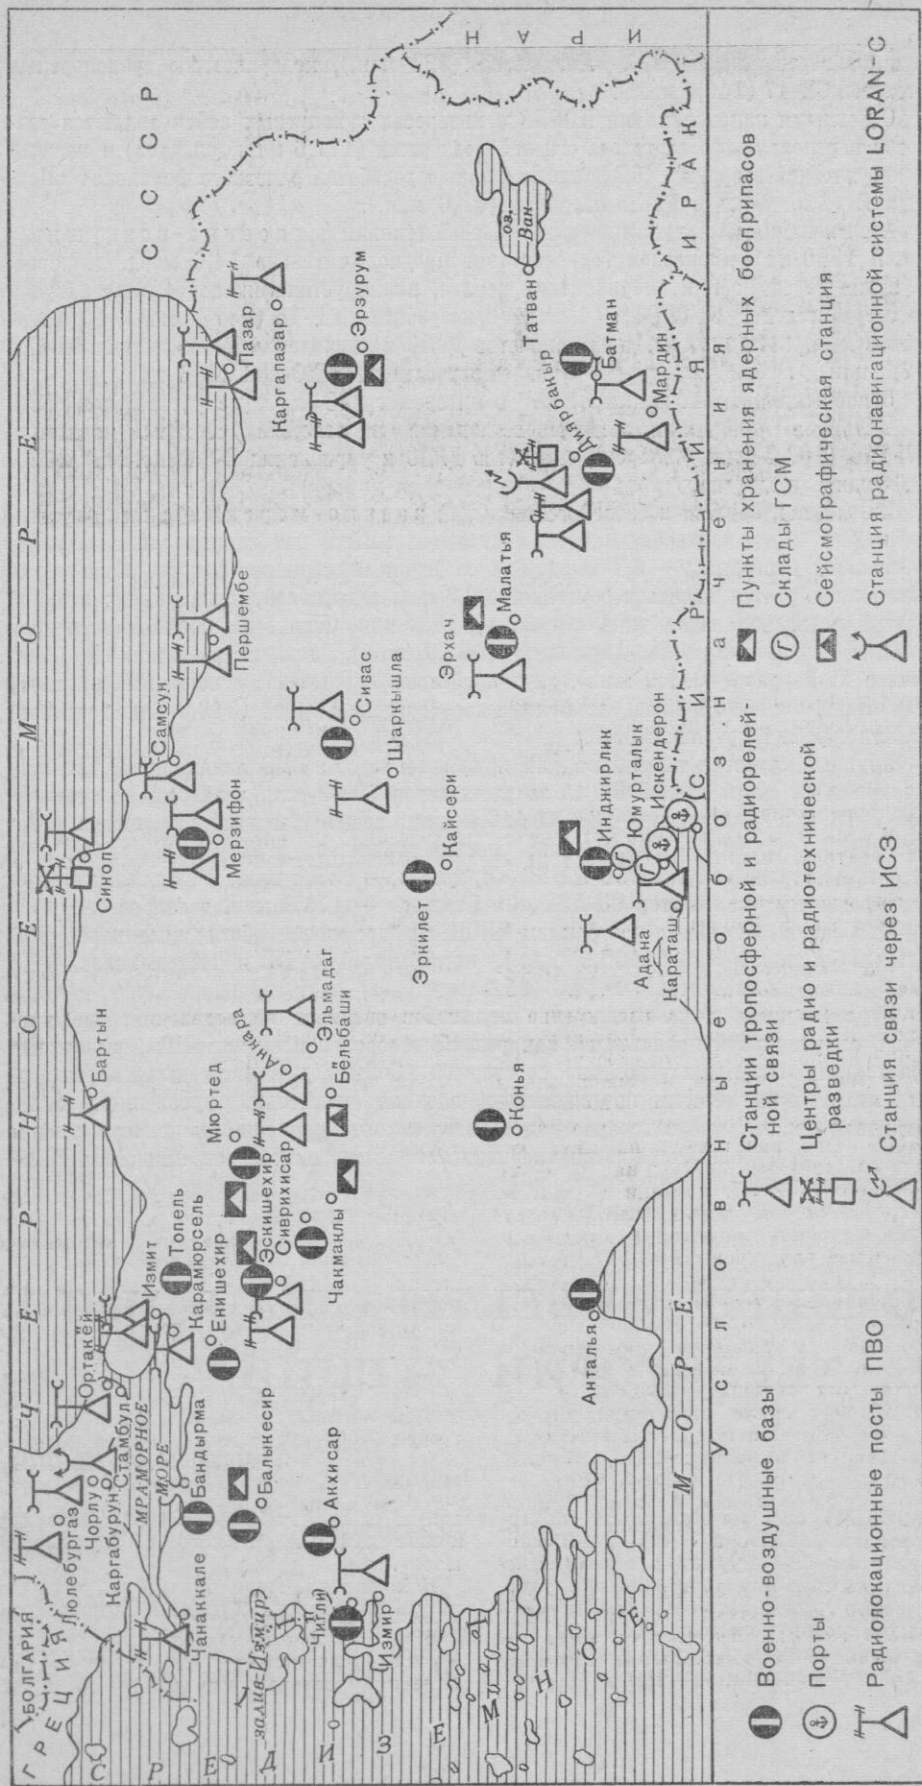 БОЛГАРИЯ
ГРЕЦИЯ
ЧЕРНОЕ МОРЕ
СССР
ИРАН
ИРАК
СИРИЯ
СРЕДИЗЕМНОЕ МОРЕ
МРАМОРНОЕ
МОРЕ
залив Измир
оз.
Ван
Люлебургаз
Чорлу
Каргабурун
Стамбул
Ортакёй
Измит
Топель
Карамюрсель
Енишехир
Чанаккале
Бандырма
Балыкесир
Акхисар
Чигли
Измир
Бартын
Мюртед
Эскишехир
Сиврихисар
Чакманлы
Анкара
Эльмадаг
Бёльбаши
Конья
Анталья
Синоп
Самсун
Мерзифон
Першембе
Сивас
Шаркышла
Кайсери
Эркилет
Инджирлик
Юмурталык
Искендерон
Адана
Караташ
Эрхач
Малатья
Диярбакыр
Батман
Мардин
Татван
Пазар
Каргапазар
Эрзурум
Условные обозначения
Военно-воздушные базы
Порты
Радиолокационные посты ПВО
Станции тропосферной и радиорелей-
ной связи
Центры радио и радиотехнической
разведки
Станция связи через ИСЗ
Пункты хранения ядерных боеприпасов
Г Склады ГСМ
Сейсмографическая станция
Станция радионавигационной системы LORAN-C